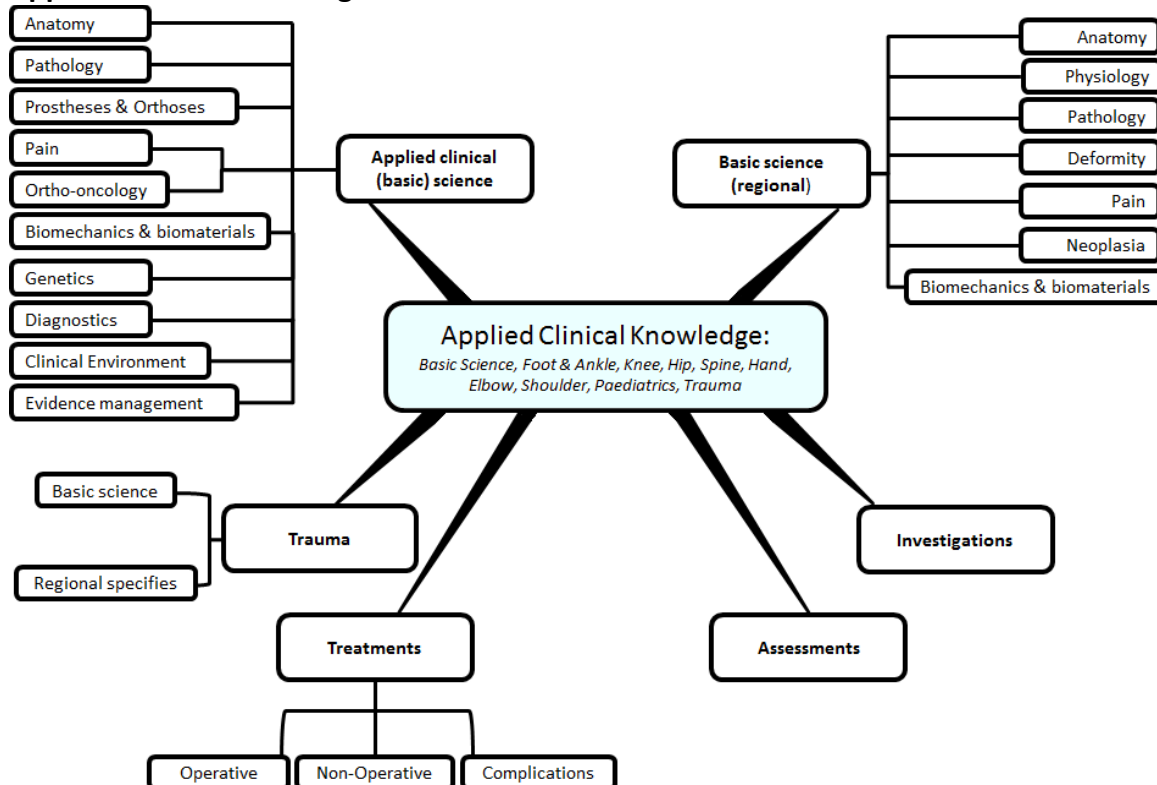 Anatomy
Pathology
Prostheses & Orthoses
Pain
Ortho-oncology
Biomechanics & biomaterials
Genetics
Diagnostics
Clinical Environment
Evidence management
Applied clinical
(basic) science
Basic science
(regional)
Anatomy
Physiology
Pathology
Deformity
Pain
Neoplasia
Biomechanics & biomaterials
Applied Clinical Knowledge:
Basic Science, Foot & Ankle, Knee, Hip, Spine, Hand,
Elbow, Shoulder, Paediatrics, Trauma
Basic science
Regional specifies
Trauma
Investigations
Treatments
Assessments
Operative
Non-Operative
Complications